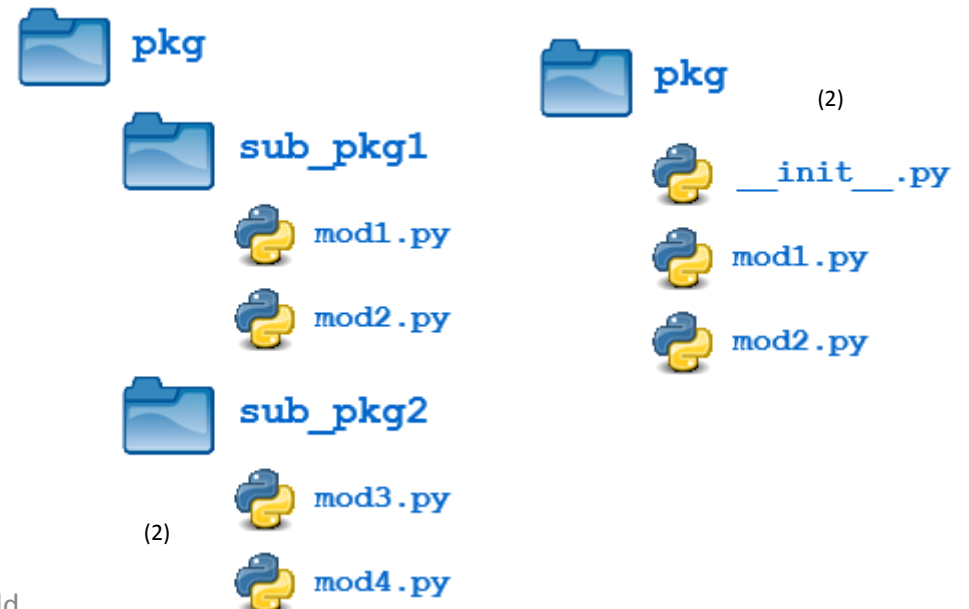 pkg
sub_pkg1
mod1.py
mod2.py
sub_pkg2
mod3.py
(2)
mod4.py
pkg
(2)
__init__.py
mod1.py
mod2.py